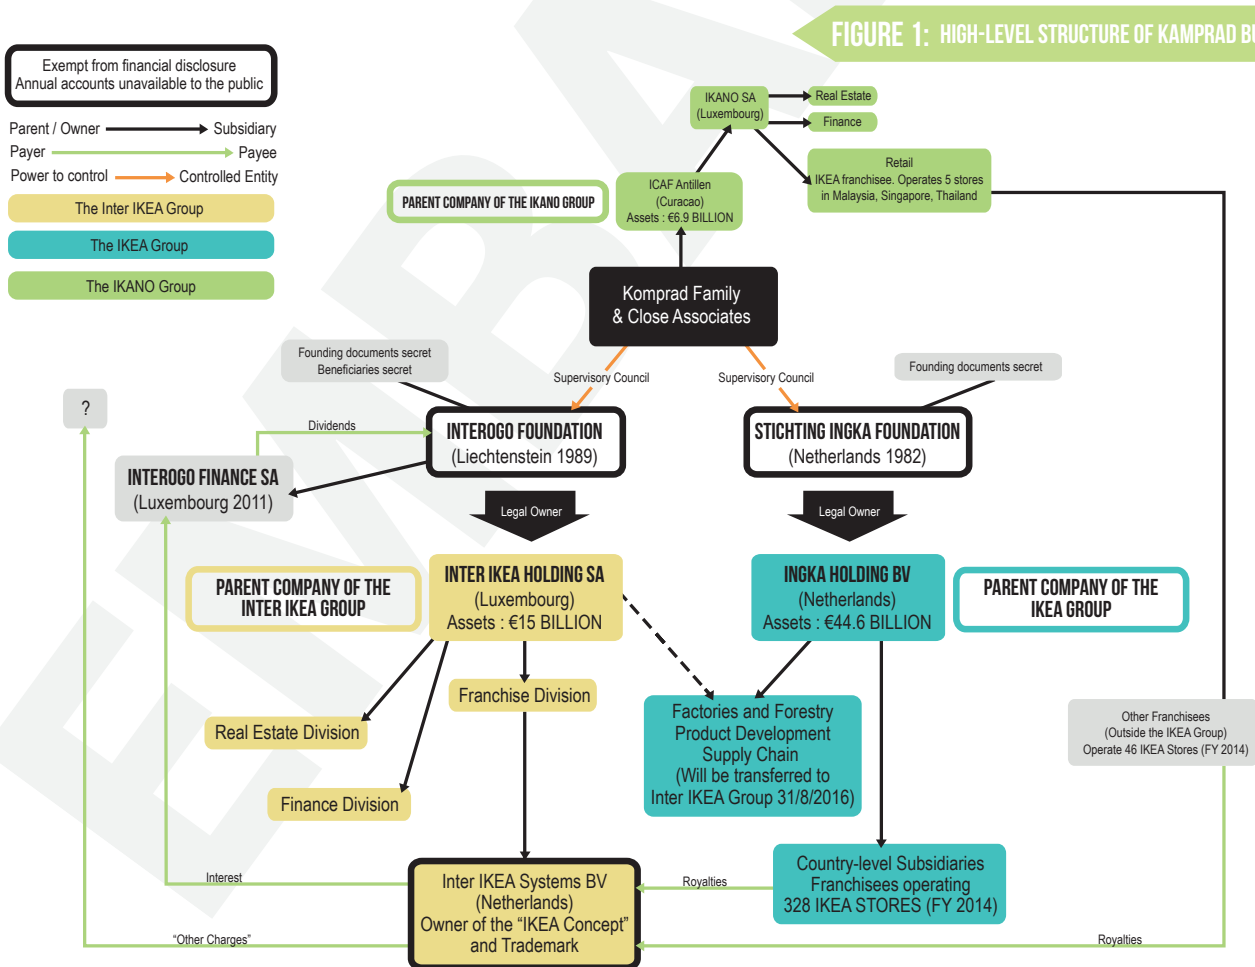 FIGURE 1: HIGH-LEVEL STRUCTURE OF KAMPRAD
Exempt from financial disclosure
Annual accounts unavailable to the public
Parent / Owner
Subsidiary
Payer
Payee
Power to control
Controlled Entity
The Inter IKEA Group
The IKEA Group
The IKANO Group
IKANO SA
(Luxembourg)
Real Estate
Finance
Retail
IKEA franchisee. Operates 5 stores
in Malaysia, Singapore, Thailand
PARENT COMPANY OF THE IKANO GROUP
ICAF Antillen
(Curacao)
Assets : €6.9 BILLION
Komprad Family
& Close Associates
Founding documents secret
Beneficiaries secret
Supervisory Council
Supervisory Council
Founding documents secret
?
Dividends
INTEROGO FOUNDATION
(Liechtenstein 1989)
STICHTING INGKA FOUNDATION
(Netherlands 1982)
INTEROGO FINANCE SA
(Luxembourg 2011)
Legal Owner
Legal Owner
PARENT COMPANY OF THE
INTER IKEA GROUP
INTER IKEA HOLDING SA
(Luxembourg)
Assets : €15 BILLION
INGKA HOLDING BV
(Netherlands)
Assets : €44.6 BILLION
PARENT COMPANY OF THE
IKEA GROUP
Franchise Division
Real Estate Division
Finance Division
Factories and Forestry
Product Development
Supply Chain
(Will be transferred to
Inter IKEA Group 31/8/2016)
Other Franchisees
(Outside the IKEA Group)
Operate 46 IKEA Stores (FY 2014)
Country-level Subsidiaries
Franchisees operating
328 IKEA STORES (FY 2014)
Interest
Royalties
Inter IKEA Systems BV
(Netherlands)
Owner of the “IKEA Concept”
and Trademark
“Other Charges”
Royalties